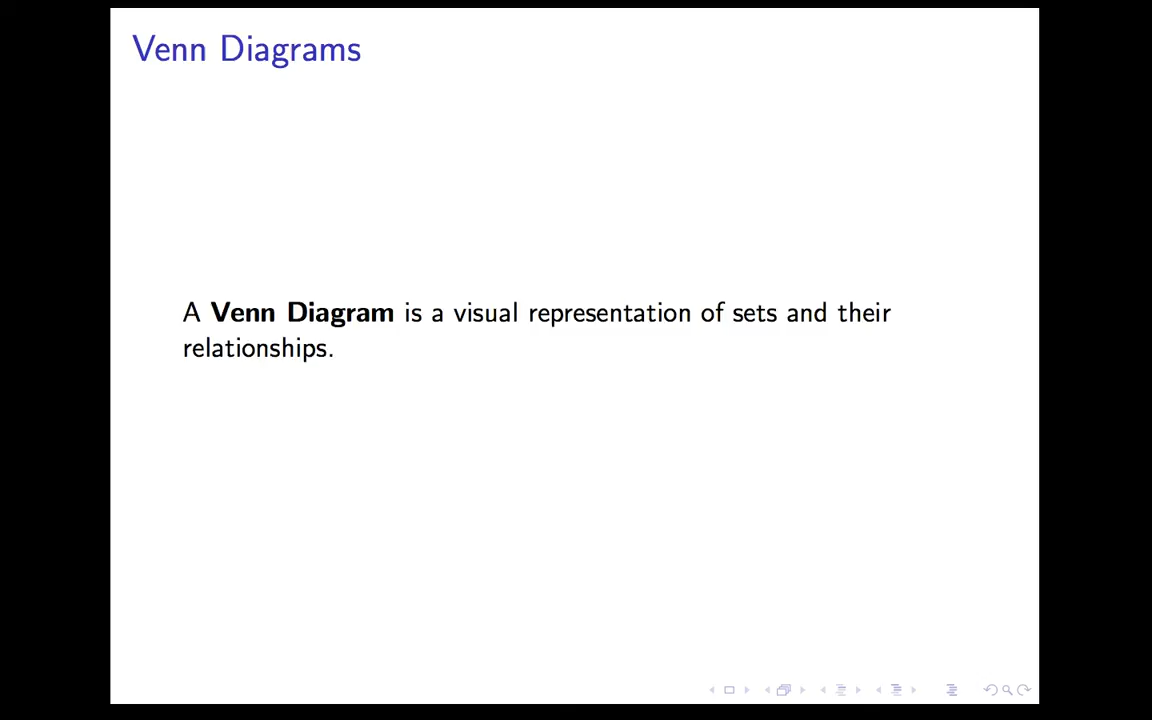 Venn Diagrams
A Venn Diagram is a visual representation of sets and their
relationships.